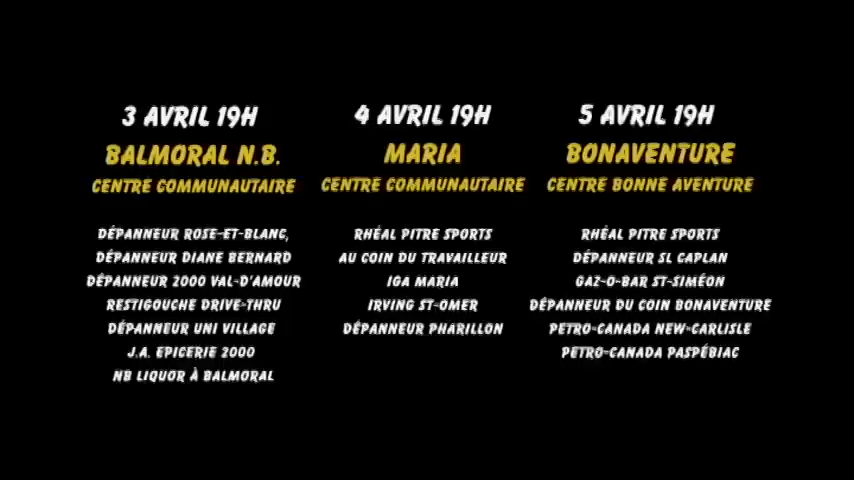 3 AVRIL 19H
BALMORAL N.B.
CENTRE COMMUNAUTAIRE
DÉPANNEUR ROSE-ET-BLANC,
DÉPANNEUR DIANE BERNARD
DÉPANNEUR 2000 VAL-D'AMOUR
RESTIGOUCHE DRIVE-THRU
DÉPANNEUR UNI VILLAGE
J.A. EPICERIE 2000
NB LIQUOR À BALMORAL
4 AVRIL 19H
MARIA
CENTRE COMMUNAUTAIRE
RHÉAL PITRE SPORTS
AU COIN DU TRAVAILLEUR
IGA MARIA
IRVING ST-OMER
DÉPANNEUR PHARILLON
5 AVRIL 19H
BONAVENTURE
CENTRE BONNE AVENTURE
RHÉAL PITRE SPORTS
DÉPANNEUR SL CAPLAN
GAZ-O-BAR ST-SIMÉON
DÉPANNEUR DU COIN BONAVENTURE
PETRO-CANADA NEW-CARLISLE
PETRO-CANADA PASPÉBIAC